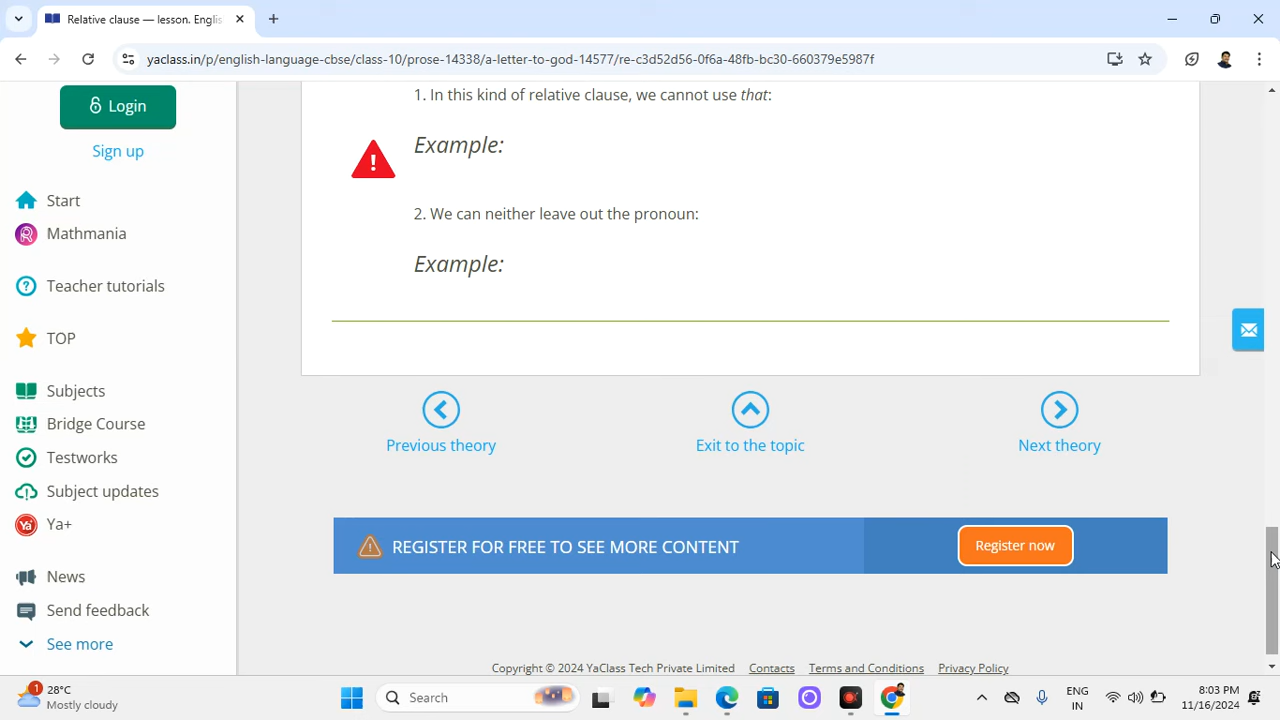 Relative clause — lesson. Englis
yaclass.in/p/english-language-cbse/class-10/prose-14338/a-letter-to-god-14577/re-c3d52d56-0f6a-48fb-bc30-660379e5987f
Login
Sign up
Start
Mathmania
Teacher tutorials
TOP
Subjects
Bridge Course
Testworks
Subject updates
Ya+
News
Send feedback
See more
1. In this kind of relative clause, we cannot use that:
Example:
2. We can neither leave out the pronoun:
Example:
Previous theory
Exit to the topic
Next theory
REGISTER FOR FREE TO SEE MORE CONTENT
Register now
Copyright © 2024 YaClass Tech Private Limited Contacts Terms and Conditions Privacy Policy
1
28°C
Mostly cloudy
Search
ENG
IN
8:03 PM
11/16/2024